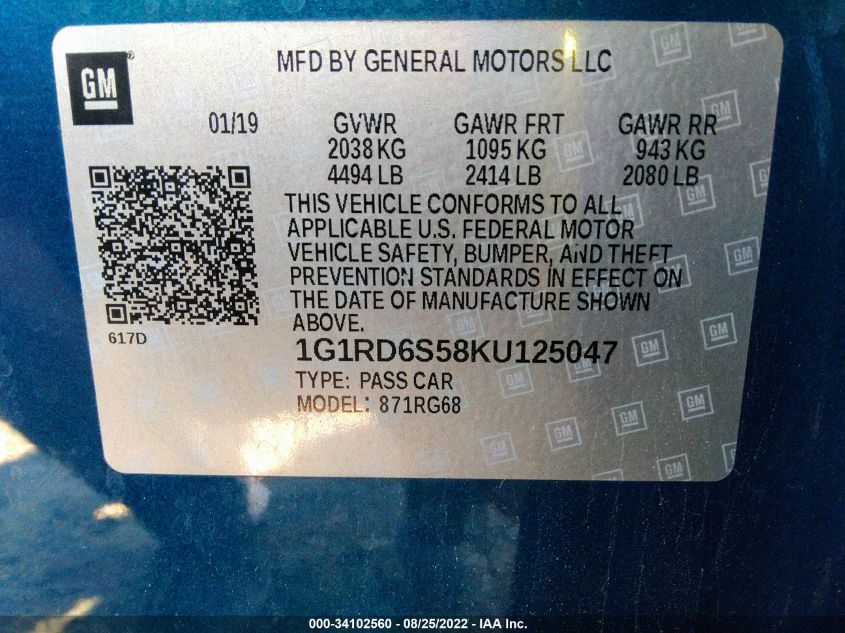 GM
MFD BY GENERAL MOTORS LLC
01/19 GVWR GAWR FRT GAWR RR
2038 KG 1095 KG 943 KG
4494 LB 2414 LB 2080 LB
THIS VEHICLE CONFORMS TO ALL
APPLICABLE U.S. FEDERAL MOTOR
VEHICLE SAFETY, BUMPER, AND THEFT
PREVENTION STANDARDS IN EFFECT ON
THE DATE OF MANUFACTURE SHOWN
ABOVE.
617D
1G1RD6S58KU125047
TYPE: PASS CAR
MODEL: 871RG68
000-34102560 - 08/25/2022 - IAA Inc.